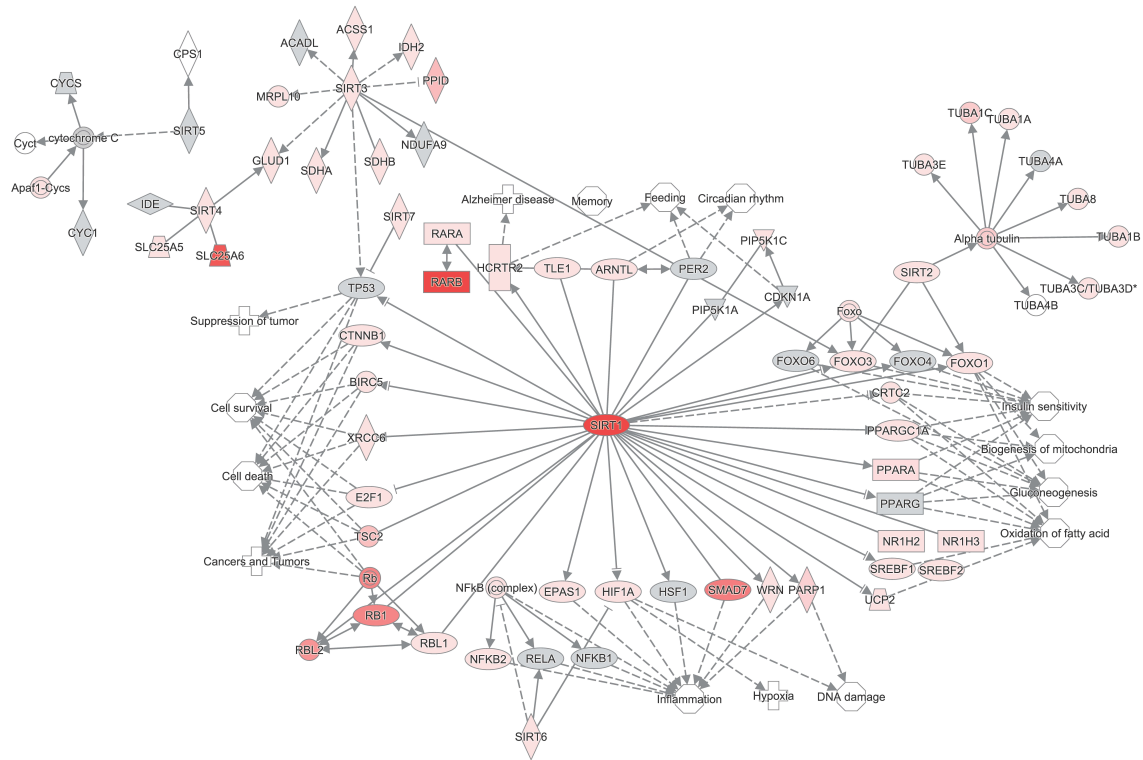 ACSS1
ACADL
IDH2
CPS1
PPID
CYCS
SIRT3
MRPL10
TUBA1C
TUBA1A
SIRT5
cytochrome C
Cyct
NDUFA9
GLUD1
SDHB
SDHA
TUBA3E
TUBA4A
Apaf1-Cycs
IDE
SIRT4
SIRT7
Alzheimer disease
Memory
Feeding
Circadian rhythm
TUBA8
CYC1
SLC25A5
SLC25A6
RARA
PIP5K1C
Alpha tubulin
TUBA1B
RARB
HCRTR2
TLE1
ARNTL
PER2
SIRT2
TP53
CDKN1A
TUBA3C/TUBA3D*
PIP5K1A
TUBA4B
Suppression of tumor
Foxo
CTNNB1
FOXO6
FOXO3
FOXO4
FOXO1
BIRC5
CRTC2
Cell survival
Insulin sensitivity
SIRT1
PPARGC1A
XRCC6
Biogenesis of mitochondria
Cell death
PPARA
E2F1
Gluconeogenesis
PPARG
TSC2
Oxidation of fatty acid
NR1H2
NR1H3
Cancers and Tumors
SREBF1
SREBF2
Rb
NFkB (complex)
EPAS1
HIF1A
HSF1
SMAD7
WRN
PARP1
UCP2
RB1
RBL1
RBL2
NFKB2
RELA
NFKB1
Inflammation
Hypoxia
DNA damage
SIRT6